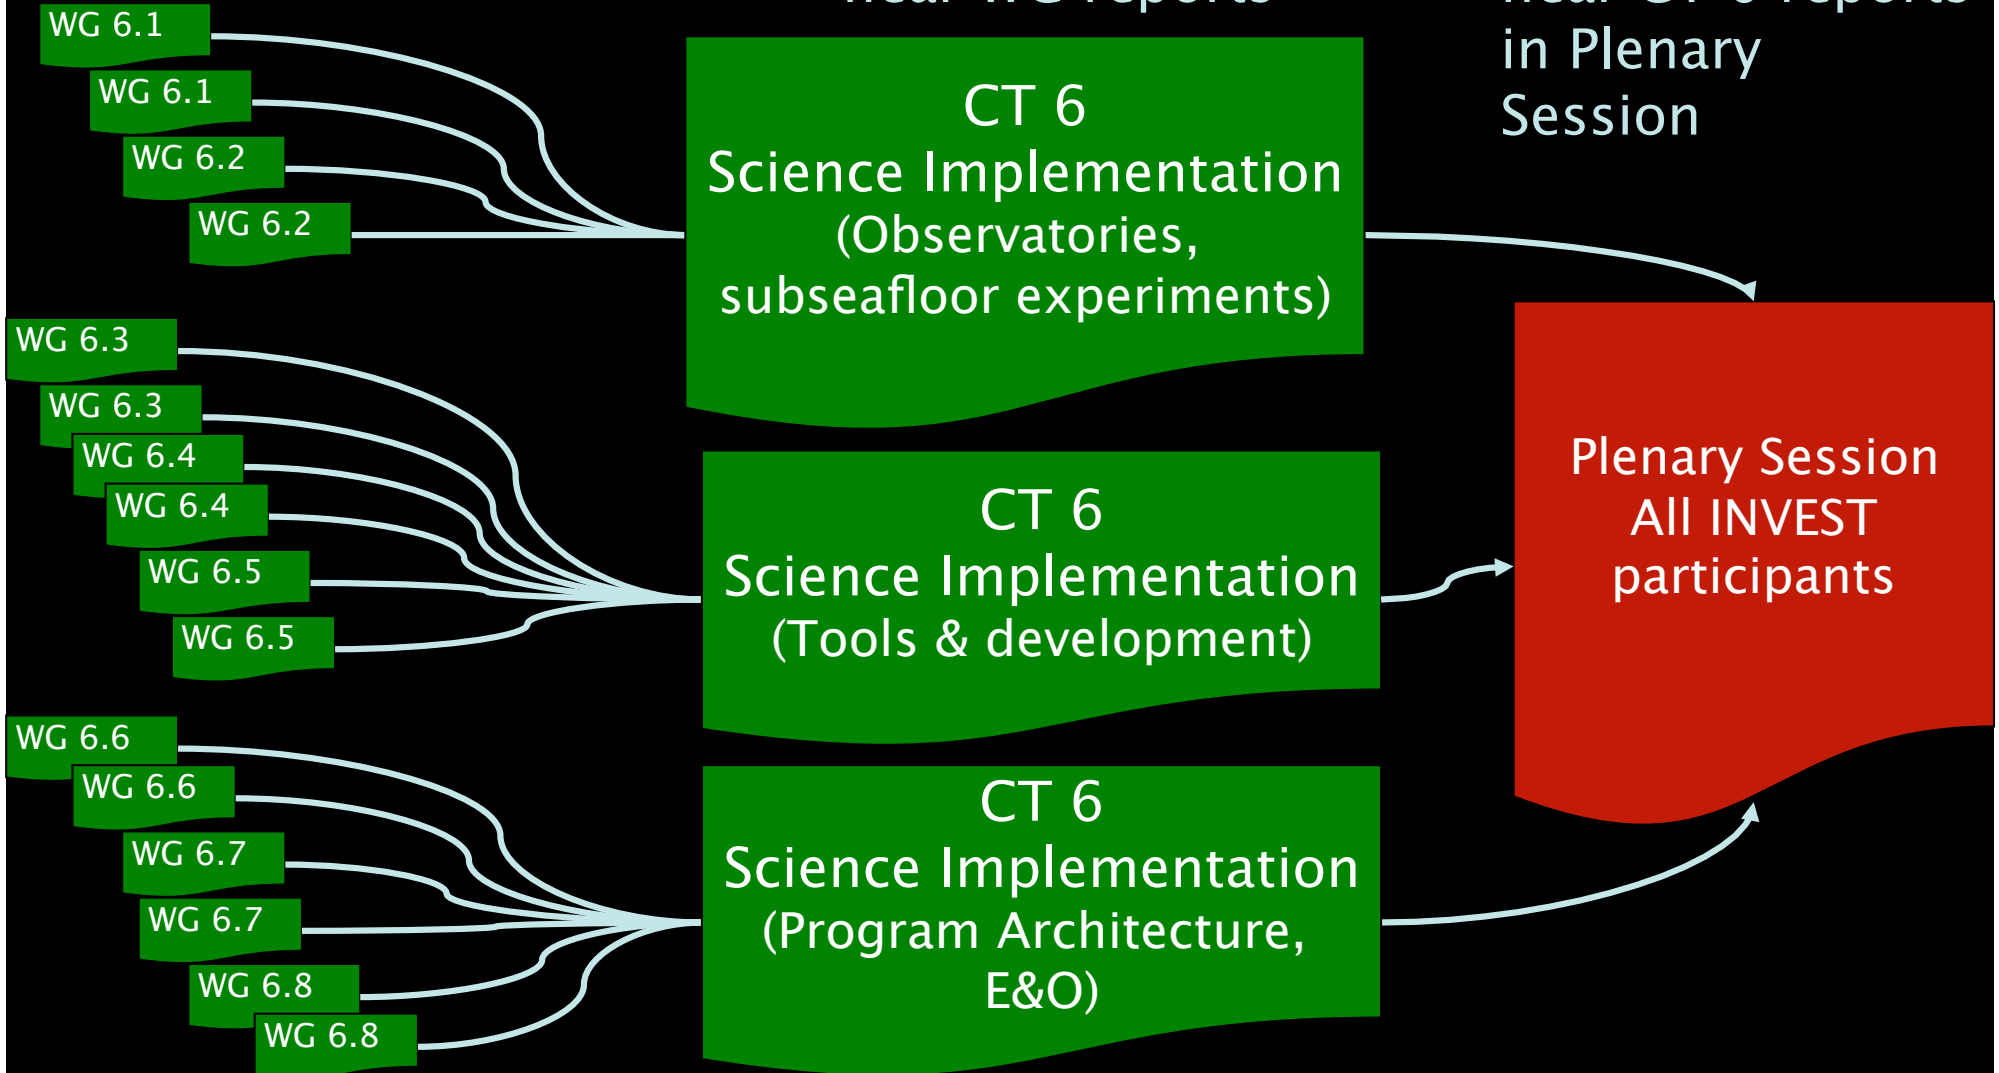 WG reports
reports
in Plenary
Session
WG 6.1
WG 6.1
WG 6.2
WG 6.2
CT 6
Science Implementation
(Observatories,
subseafloor experiments)
WG 6.3
WG 6.3
WG 6.4
WG 6.4
WG 6.5
WG 6.5
CT 6
Science Implementation
(Tools & development)
Plenary Session
All INVEST
participants
WG 6.6
WG 6.6
WG 6.7
WG 6.7
WG 6.8
WG 6.8
CT 6
Science Implementation
(Program Architecture,
E&O)